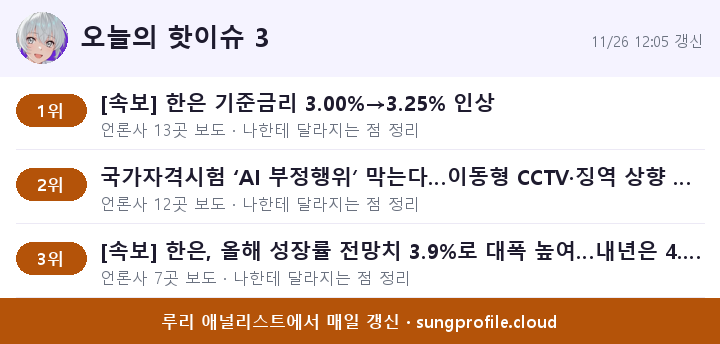 오늘의 핫이슈 3
11/26 12:05 갱신
1위
[속보] 한은 기준금리 3.00%→3.25% 인상
언론사 13곳 보도 · 나한테 달라지는 점 정리
2위
국가자격시험 ‘AI 부정행위’ 막는다…이동형 CCTV·징역 상향 …
언론사 12곳 보도 · 나한테 달라지는 점 정리
3위
[속보] 한은, 올해 성장률 전망치 3.9%로 대폭 높여…내년은 4.…
언론사 7곳 보도 · 나한테 달라지는 점 정리
루리 애널리스트에서 매일 갱신 · sungprofile.cloud